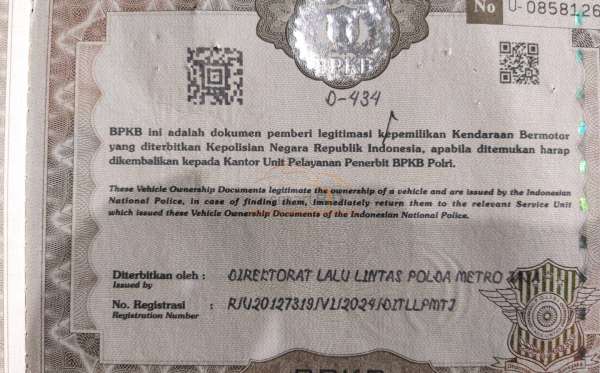 No U-0858126
BPKB
D-434
BPKB ini adalah dokumen pemberi legitimasi kepemilikan Kendaraan Bermotor
yang diterbitkan Kepolisian Negara Republik Indonesia, apabila ditemukan harap
dikembalikan kepada Kantor Unit Pelayanan Penerbit BPKB Polri.
These Vehicle Ownership Documents legitimate the ownership of a vehicle and are issued by the Indonesian
National Police, in case of finding them, immediately return them to the relevant Service Unit
which issued these Vehicle Ownership Documents of the Indonesian National Police.
Diterbitkan oleh : DIREKTORAT LALU LINTAS POLDA METRO JAYA
Issued by
No. Registrasi : R/U20127319/VI/2024/DITLLPMTJ
Registration Number
BPKB